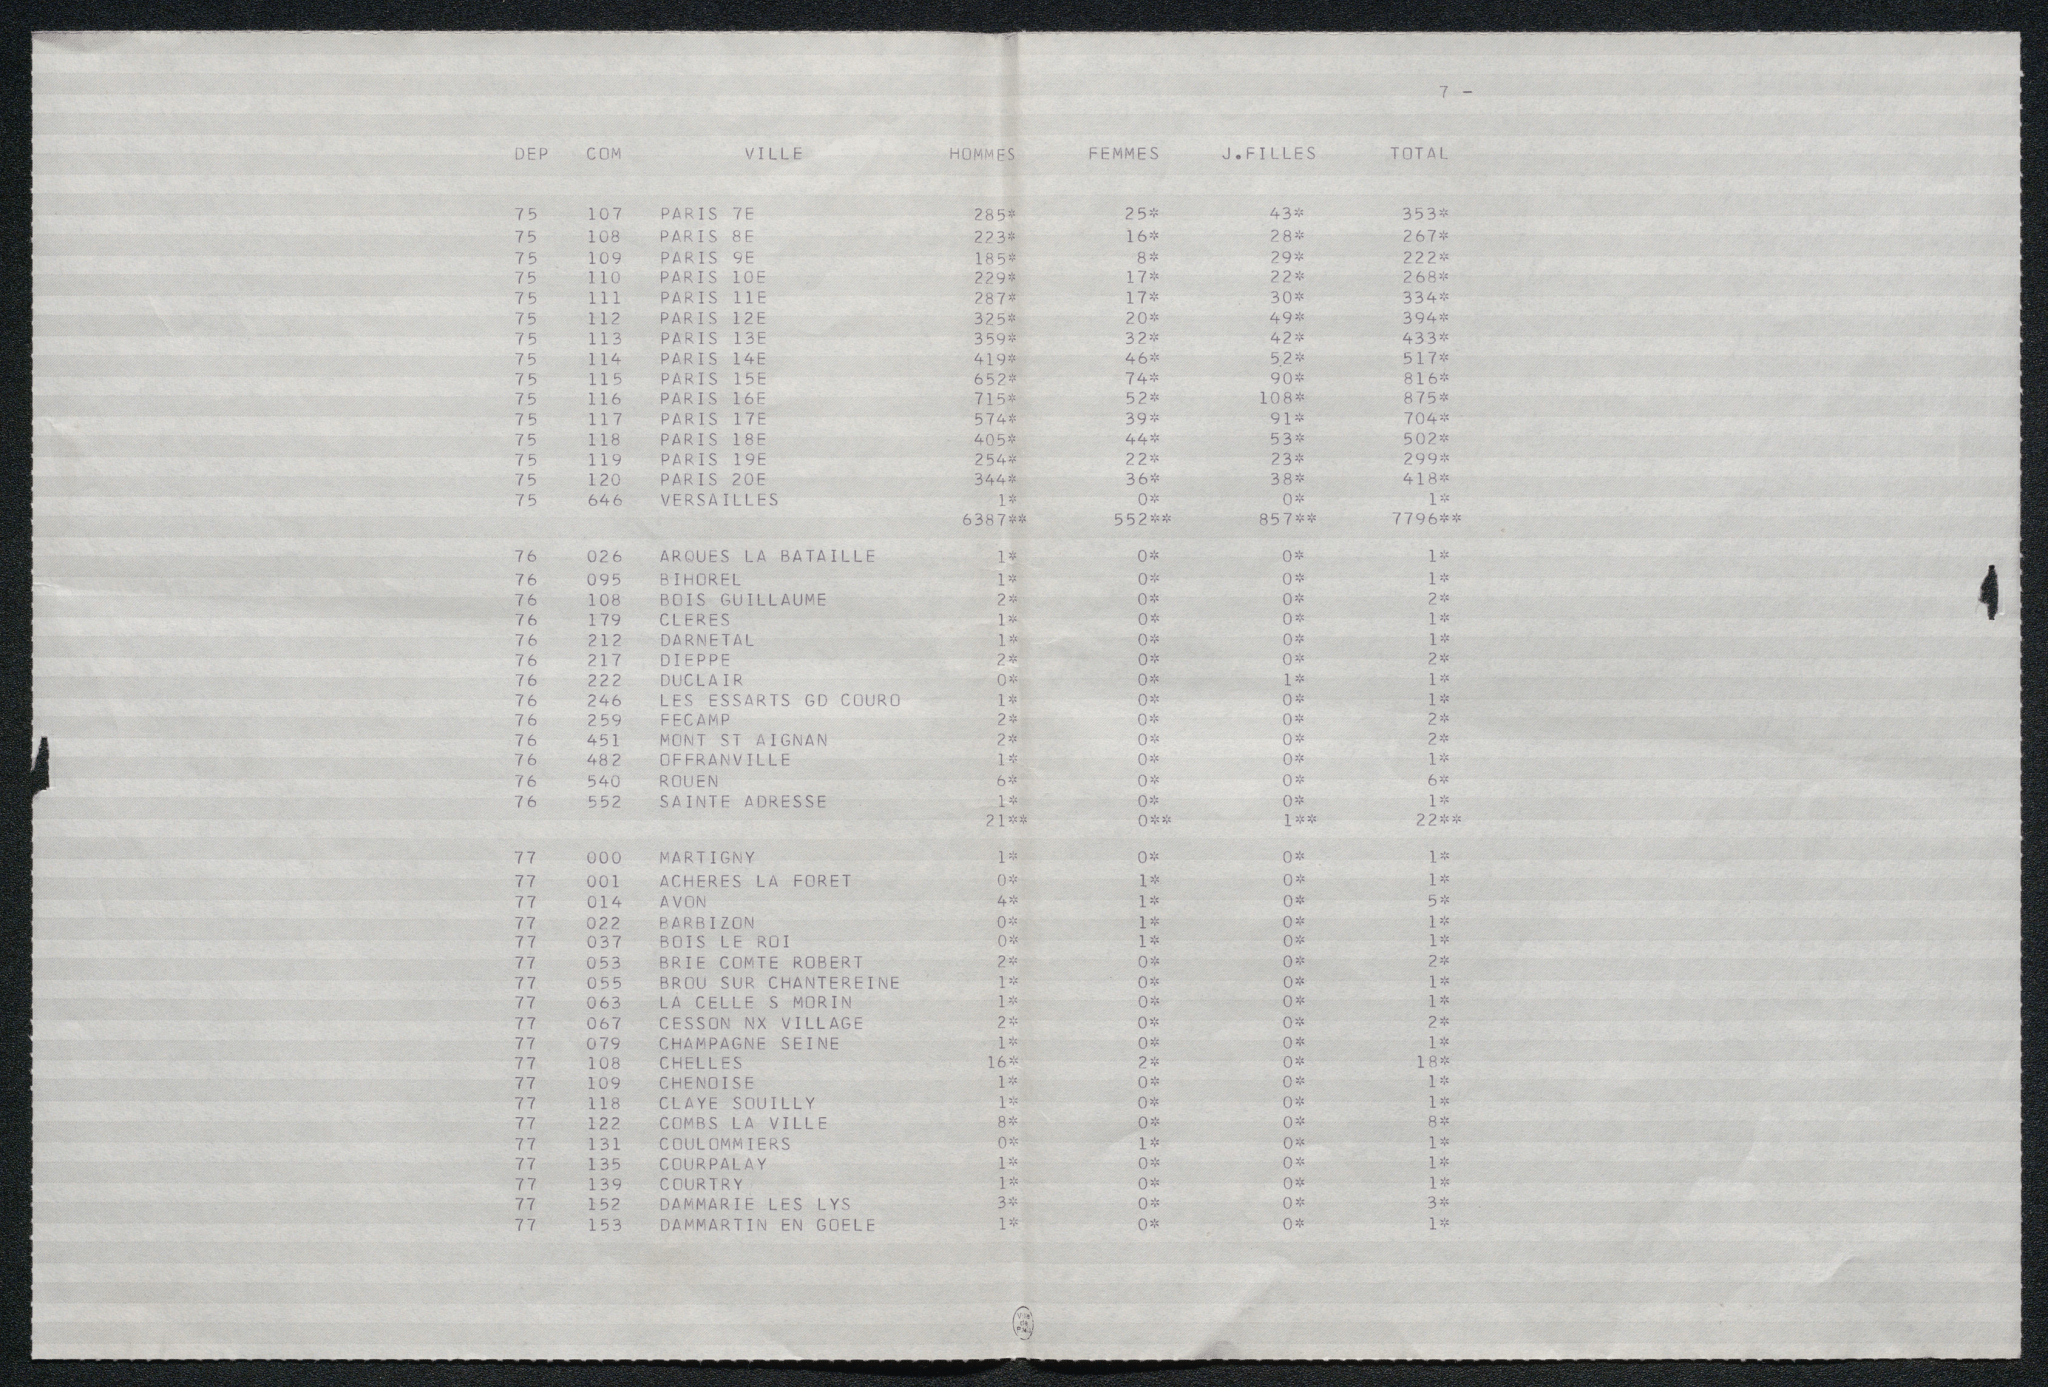 7 -
DEP COM VILLE HOMMES FEMMES J.FILLES TOTAL
75 107 PARIS 7E 285* 25* 43* 353*
75 108 PARIS 8E 223* 16* 28* 267*
75 109 PARIS 9E 185* 8* 29* 222*
75 110 PARIS 10E 229* 17* 22* 268*
75 111 PARIS 11E 287* 17* 30* 334*
75 112 PARIS 12E 325* 20* 49* 394*
75 113 PARIS 13E 359* 32* 42* 433*
75 114 PARIS 14E 419* 46* 52* 517*
75 115 PARIS 15E 652* 74* 90* 816*
75 116 PARIS 16E 715* 52* 108* 875*
75 117 PARIS 17E 574* 39* 91* 704*
75 118 PARIS 18E 405* 44* 53* 502*
75 119 PARIS 19E 254* 22* 23* 299*
75 120 PARIS 20E 344* 36* 38* 418*
75 646 VERSAILLES 1* 0* 0* 1*
6387** 552** 857** 7796**
76 026 ARQUES LA BATAILLE 1* 0* 0* 1*
76 095 BIHOREL 1* 0* 0* 1*
76 108 BOIS GUILLAUME 2* 0* 0* 2*
76 179 CLERES 1* 0* 0* 1*
76 212 DARNETAL 1* 0* 0* 1*
76 217 DIEPPE 2* 0* 0* 2*
76 222 DUCLAIR 0* 0* 1* 1*
76 246 LES ESSARTS GD COURO 1* 0* 0* 1*
76 259 FECAMP 2* 0* 0* 2*
76 451 MONT ST AIGNAN 2* 0* 0* 2*
76 482 OFFRANVILLE 1* 0* 0* 1*
76 540 ROUEN 6* 0* 0* 6*
76 552 SAINTE ADRESSE 1* 0* 0* 1*
21** 0** 1** 22**
77 000 MARTIGNY 1* 0* 0* 1*
77 001 ACHERES LA FORET 0* 1* 0* 1*
77 014 AVON 4* 1* 0* 5*
77 022 BARBIZON 0* 1* 0* 1*
77 037 BOIS LE ROI 0* 1* 0* 1*
77 053 BRIE COMTE ROBERT 2* 0* 0* 2*
77 055 BROU SUR CHANTEREINE 1* 0* 0* 1*
77 063 LA CELLE S MORIN 1* 0* 0* 1*
77 067 CESSON NX VILLAGE 2* 0* 0* 2*
77 079 CHAMPAGNE SEINE 1* 0* 0* 1*
77 108 CHELLES 16* 2* 0* 18*
77 109 CHENOISE 1* 0* 0* 1*
77 118 CLAYE SOUILLY 1* 0* 0* 1*
77 122 COMBS LA VILLE 8* 0* 0* 8*
77 131 COULOMMIERS 0* 1* 0* 1*
77 135 COURPALAY 1* 0* 0* 1*
77 139 COURTRY 1* 0* 0* 1*
77 152 DAMMARIE LES LYS 3* 0* 0* 3*
77 153 DAMMARTIN EN GOELE 1* 0* 0* 1*